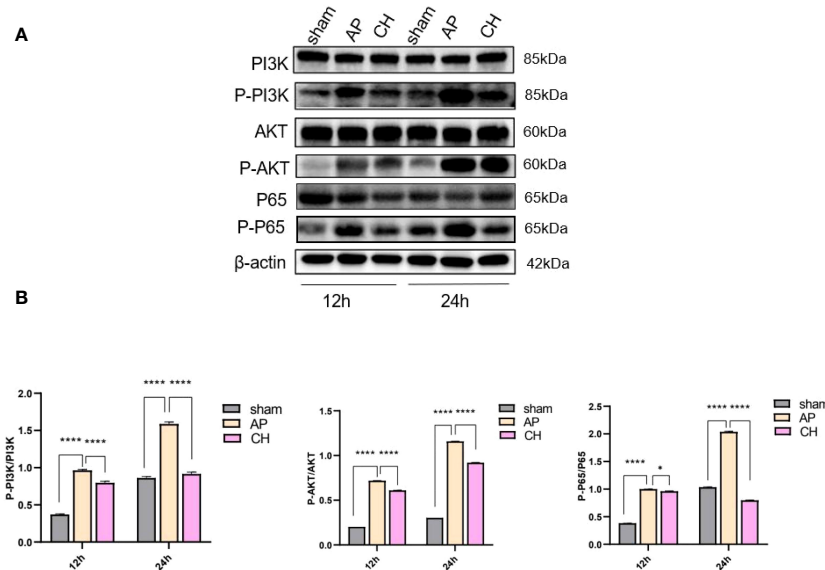 A
sham AP CH sham AP CH
PI3K 85kDa
P-PI3K 85kDa
AKT 60kDa
P-AKT 60kDa
P65 65kDa
P-P65 65kDa
β-actin 42kDa
12h 24h
B
P-PI3K/PI3K
2.0
1.5
1.0
0.5
0.0
**** ****
**** ****
12h 24h
sham
AP
CH
P-AKT/AKT
1.5
1.0
0.5
0.0
**** ****
**** ****
12h 24h
sham
AP
CH
P-P65/P65
2.5
2.0
1.5
1.0
0.5
0.0
**** *
**** ****
12h 24h
sham
AP
CH